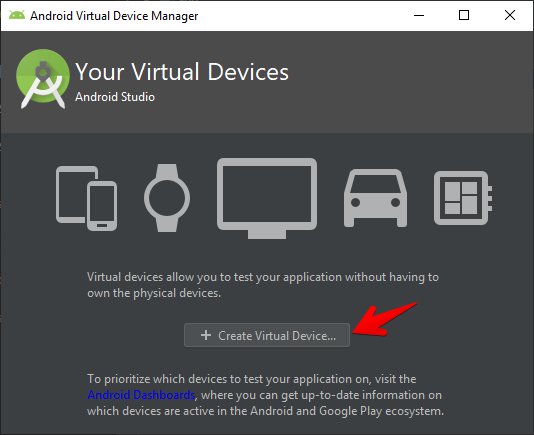 Android Virtual Device Manager
Your Virtual Devices
Android Studio
Virtual devices allow you to test your application without having to
own the physical devices.
+ Create Virtual Device...
To prioritize which devices to test your application on, visit the
Android Dashboards, where you can get up-to-date information on
which devices are active in the Android and Google Play ecosystem.